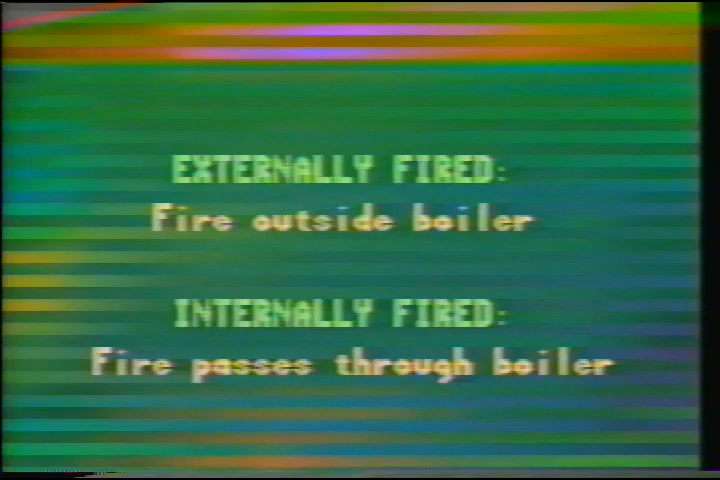 EXTERNALLY FIRED:
Fire outside boiler
INTERNALLY FIRED:
Fire passes through boiler